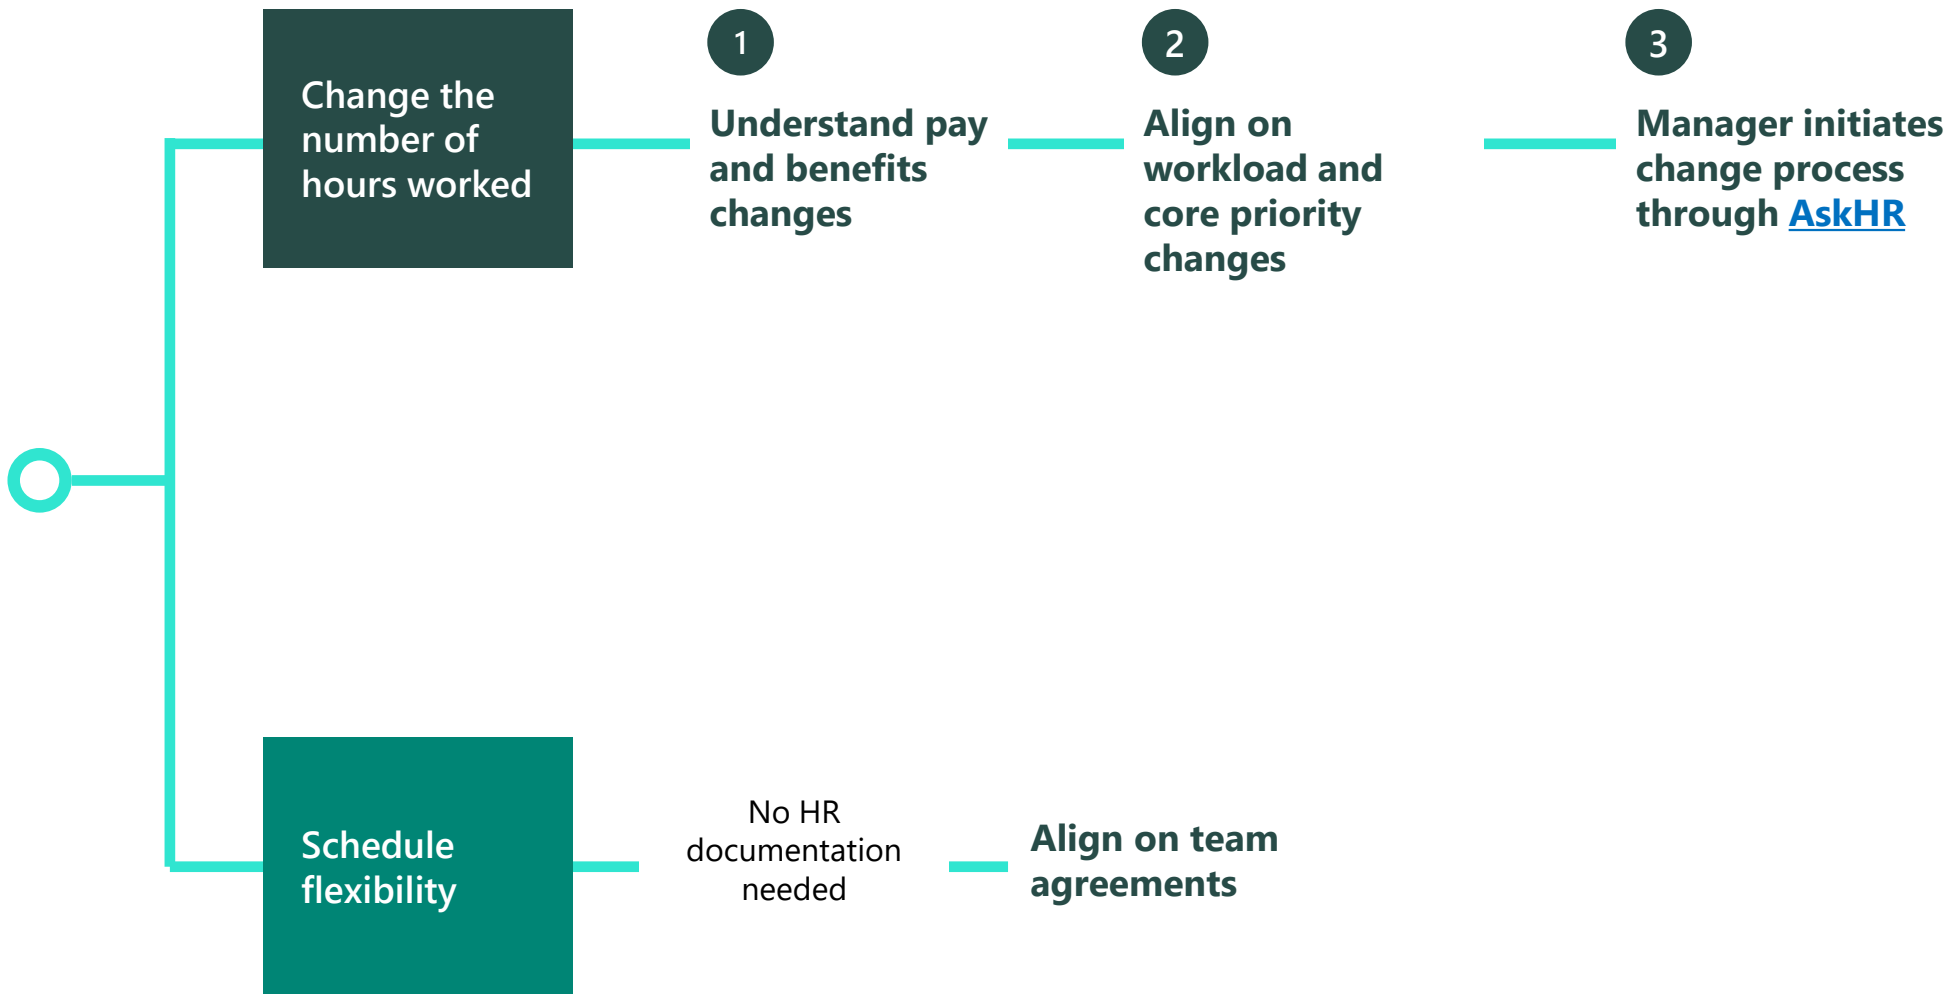 Change the
number of
hours worked
1
Understand pay
and benefits
changes
2
Align on
workload and
core priority
changes
3
Manager initiates
change process
through AskHR
Schedule
flexibility
No HR
documentation
needed
Align on team
agreements